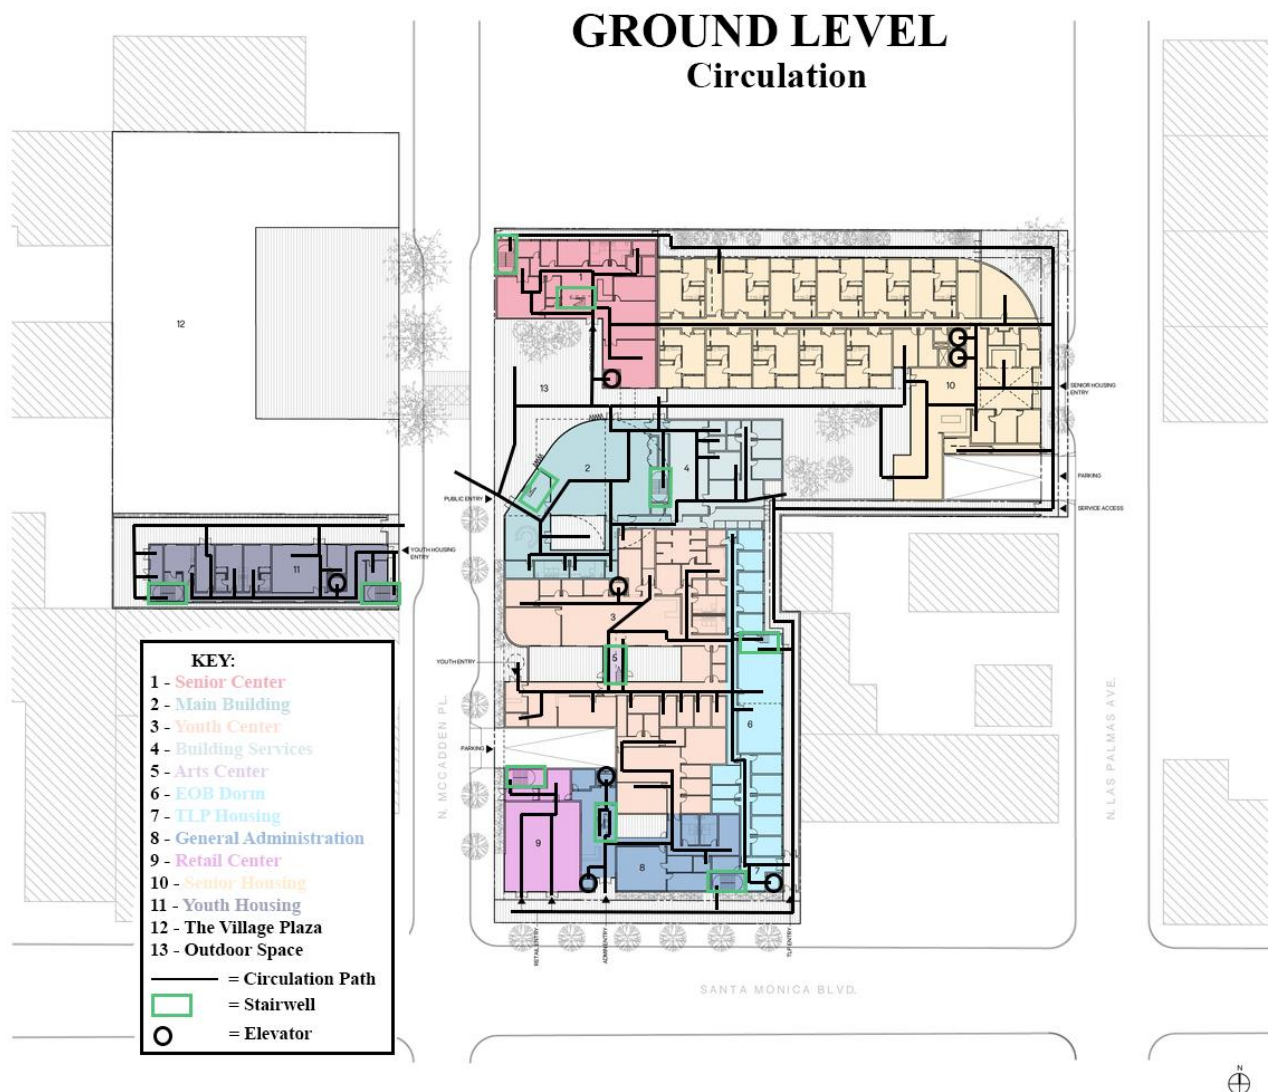 GROUND LEVEL
Circulation
12
1
13
10
SENIOR HOUSING
ENTRY
2
4
PUBLIC ENTRY
PARKING
SERVICE ACCESS
YOUTH HOUSING
ENTRY
11
3
5
YOUTH ENTRY
6
N. MCCADDEN PL.
N. LAS PALMAS AVE.
PARKING
9
8
7
RETAIL ENTRY
ADMIN ENTRY
TLP ENTRY
SANTA MONICA BLVD.
KEY:
1 - Senior Center
2 - Main Building
3 - Youth Center
4 - Building Services
5 - Arts Center
6 - EOB Dorm
7 - TLP Housing
8 - General Administration
9 - Retail Center
10 - Senior Housing
11 - Youth Housing
12 - The Village Plaza
13 - Outdoor Space
= Circulation Path
= Stairwell
= Elevator
N